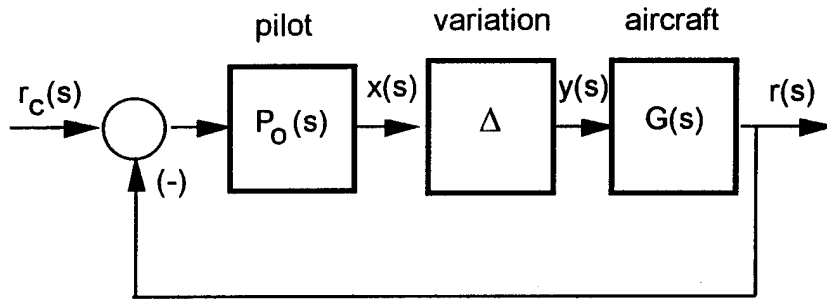 pilot variation aircraft
r_c(s) x(s) y(s) r(s)
P_o(s) Δ G(s)
(-)